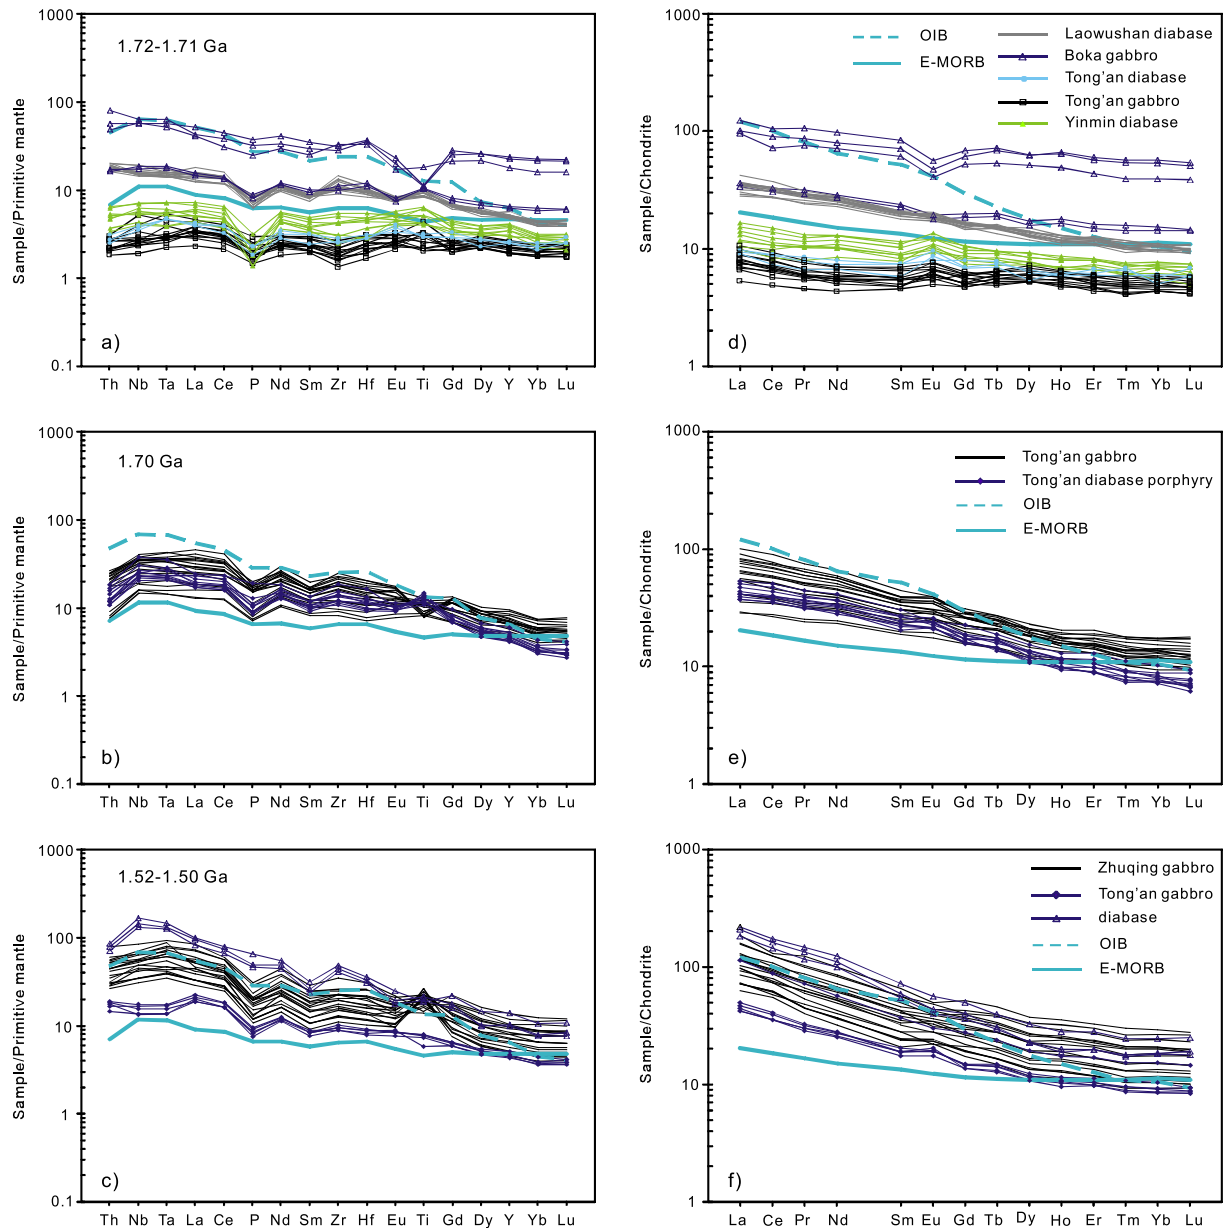 1000
100
10
1
0.1
Sample/Primitive mantle
1.72-1.71 Ga
a)
Th Nb Ta La Ce P Nd Sm Zr Hf Eu Ti Gd Dy Y Yb Lu
1000
100
10
1
Sample/Chondrite
OIB
E-MORB
Laowushan diabase
Boka gabbro
Tong'an diabase
Tong'an gabbro
Yinmin diabase
d)
La Ce Pr Nd Sm Eu Gd Tb Dy Ho Er Tm Yb Lu
1000
100
10
1
0.1
Sample/Primitive mantle
1.70 Ga
b)
Th Nb Ta La Ce P Nd Sm Zr Hf Eu Ti Gd Dy Y Yb Lu
1000
100
10
1
Sample/Chondrite
Tong'an gabbro
Tong'an diabase porphyry
OIB
E-MORB
e)
La Ce Pr Nd Sm Eu Gd Tb Dy Ho Er Tm Yb Lu
1000
100
10
1
0.1
Sample/Primitive mantle
1.52-1.50 Ga
c)
Th Nb Ta La Ce P Nd Sm Zr Hf Eu Ti Gd Dy Y Yb Lu
1000
100
10
1
Sample/Chondrite
Zhuqing gabbro
Tong'an gabbro
diabase
OIB
E-MORB
f)
La Ce Pr Nd Sm Eu Gd Tb Dy Ho Er Tm Yb Lu